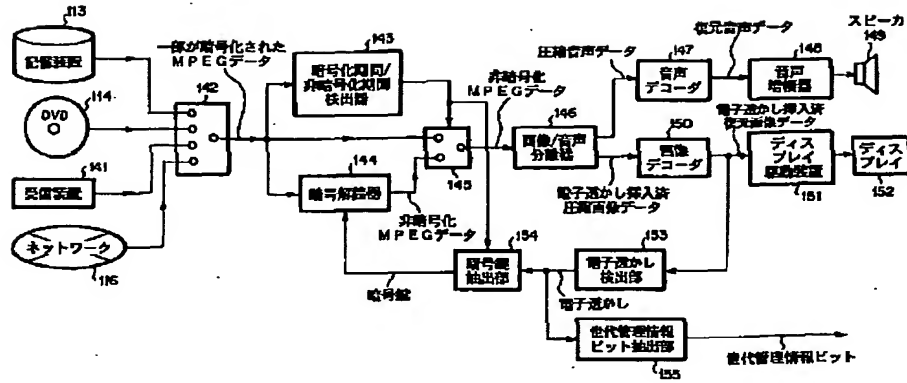 113
記憶装置
114
DVD
141
受信装置
ネットワーク
116
142
一部が暗号化された
MPEGデータ
143
暗号化期間/
非暗号化期間
検出器
144
暗号解読器
145
非暗号化
MPEGデータ
暗号鍵
非暗号化
MPEGデータ
146
画像/音声
分離器
圧縮音声データ
147
音声
デコーダ
復元音声データ
148
音声
増幅器
スピーカ
149
150
画像
デコーダ
電子透かし挿入済
圧縮画像データ
電子透かし挿入済
復元画像データ
ディス
プレイ
駆動装置
151
ディス
プレイ
152
154
暗号鍵
抽出部
153
電子透かし
検出部
電子透かし
世代管理情報
ビット抽出部
155
世代管理情報ビット